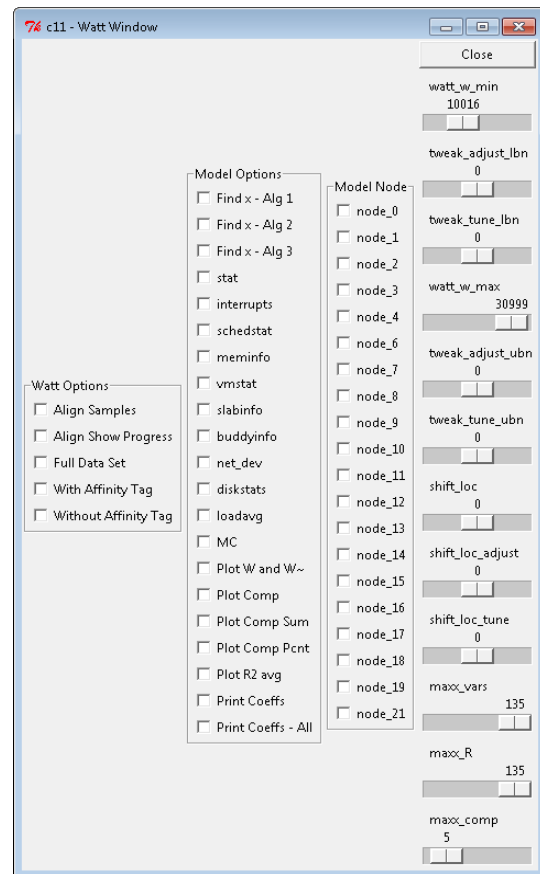 c11 - Watt Window
Watt Options
Align Samples
Align Show Progress
Full Data Set
With Affinity Tag
Without Affinity Tag
Model Options
Find x - Alg 1
Find x - Alg 2
Find x - Alg 3
stat
interrupts
schedstat
meminfo
vmstat
slabinfo
buddyinfo
net_dev
diskstats
loadavg
MC
Plot W and W~
Plot Comp
Plot Comp Sum
Plot Comp Pcnt
Plot R2 avg
Print Coeffs
Print Coeffs - All
Model Node
node_0
node_1
node_2
node_3
node_4
node_6
node_7
node_8
node_9
node_10
node_11
node_12
node_13
node_14
node_15
node_16
node_17
node_18
node_19
node_21
Close
watt_w_min
10016
tweak_adjust_lbn
0
tweak_tune_lbn
0
watt_w_max
30999
tweak_adjust_ubn
0
tweak_tune_ubn
0
shift_loc
0
shift_loc_adjust
0
shift_loc_tune
0
maxx_vars
135
maxx_R
135
maxx_comp
5